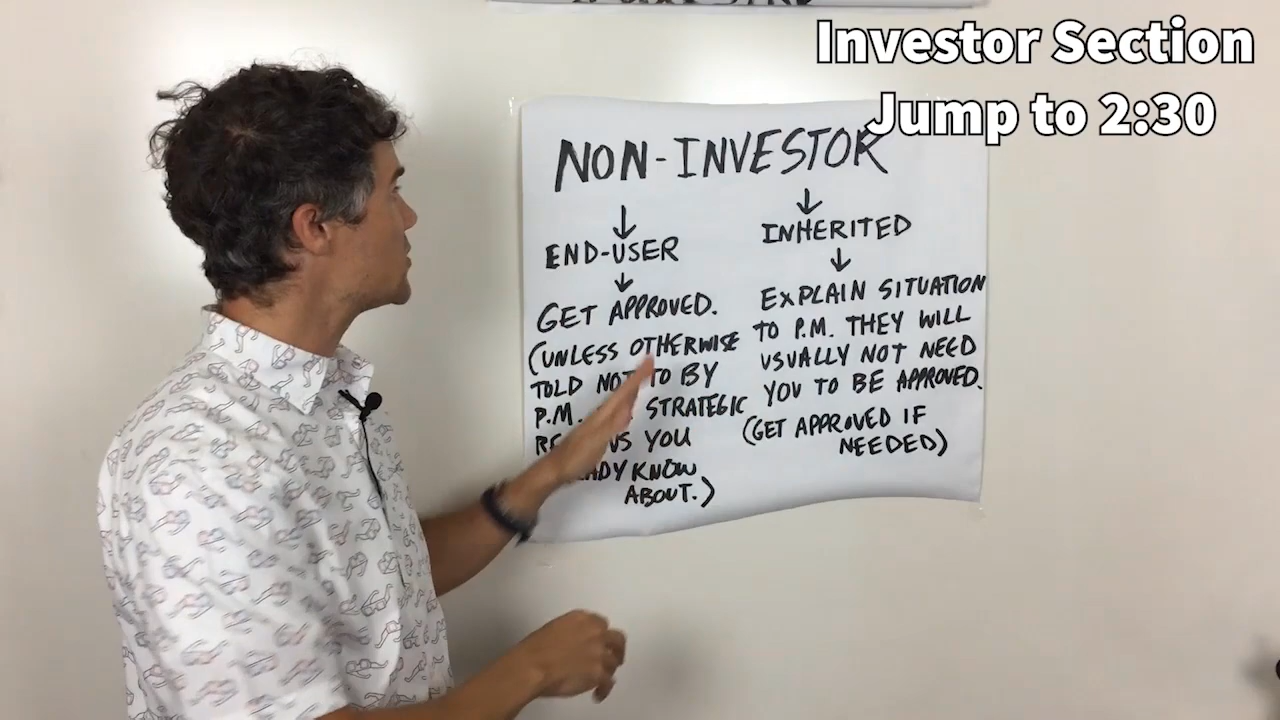 Investor Section
Jump to 2:30
NON-INVESTOR
↓
END-USER
↓
GET APPROVED.
(UNLESS OTHERWISE
TOLD NOT TO BY
P.M. STRATEGIC
YOU
KNOW
ABOUT.)
↓
INHERITED
↓
EXPLAIN SITUATION
TO P.M. THEY WILL
USUALLY NOT NEED
YOU TO BE APPROVED.
(GET APPROVED IF
NEEDED)